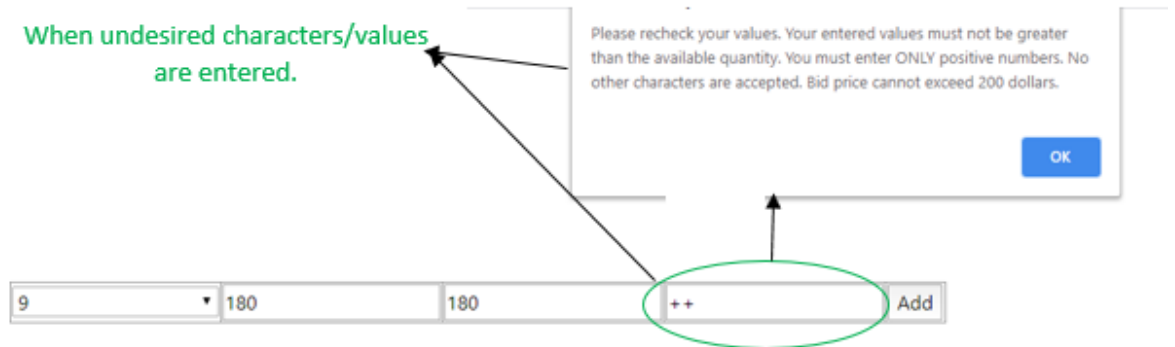 When undesired characters/values
are entered.
Please recheck your values. Your entered values must not be greater
than the available quantity. You must enter ONLY positive numbers. No
other characters are accepted. Bid price cannot exceed 200 dollars.
OK
9 180 180 ++ Add